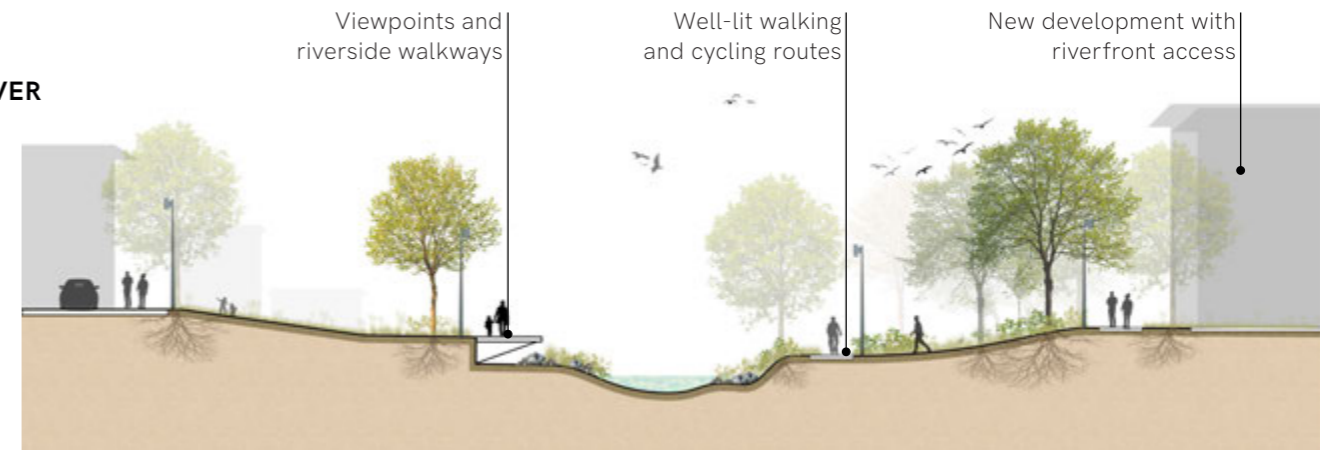 Viewpoints and
riverside walkways
Well-lit walking
and cycling routes
New development with
riverfront access
VER